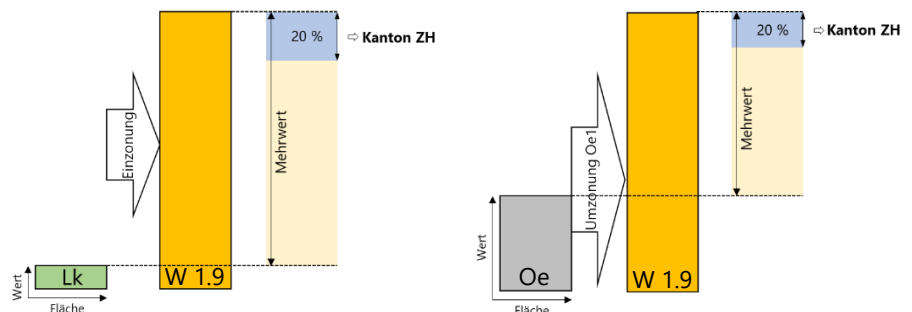 20 %
⇨ Kanton ZH
Einzonung
Mehrwert
Wert
Lk
W 1.9
Fläche
20 %
⇨ Kanton ZH
Umzonung Oe1
Mehrwert
Wert
Oe
W 1.9
Fläche